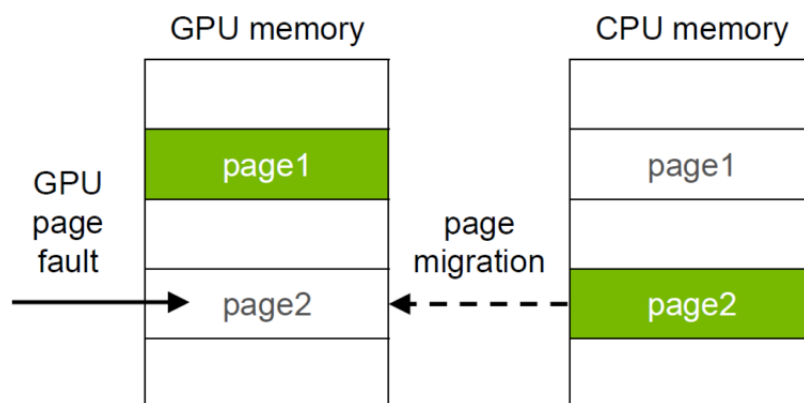 GPU memory
CPU memory
page1
page1
GPU
page
fault
page
migration
page2
page2